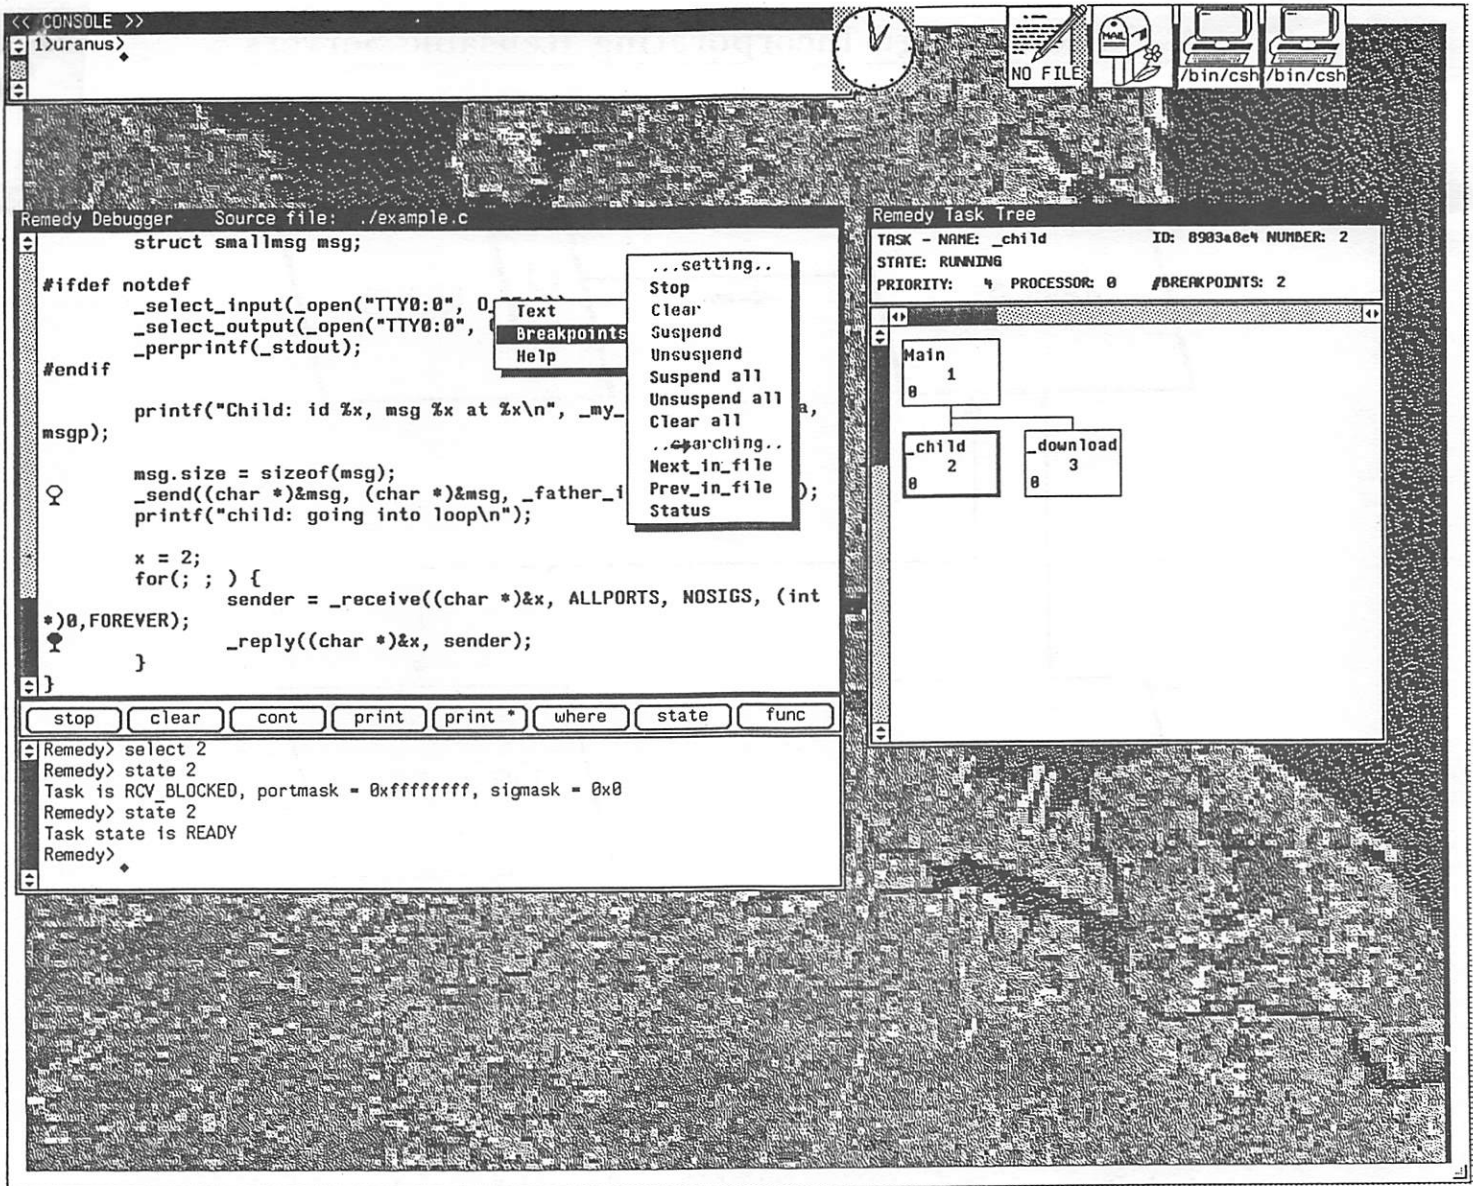 << CONSOLE >>
1>uranus>
NO FILE
MAIL
/bin/csh
/bin/csh
Remedy Debugger Source file: ./example.c
struct smallmsg msg;
#ifdef notdef
_select_input(_open("TTY0:0",
_select_output(_open("TTY0:0",
_perprintf(_stdout);
#endif
printf("Child: id %x, msg %x at %x\n", _my_
a,
msgp);
msg.size = sizeof(msg);
_send((char *)&msg, (char *)&msg, _father_i
);
printf("child: going into loop\n");
x = 2;
for(; ; ) {
sender = _receive((char *)&x, ALLPORTS, NOSIGS, (int
*)0,FOREVER);
_reply((char *)&x, sender);
}
}
Text
Breakpoints
Help
...setting..
Stop
Clear
Suspend
Unsuspend
Suspend all
Unsuspend all
Clear all
Next_in_file
Prev_in_file
Status
stop clear cont print print * where state func
Remedy> select 2
Remedy> state 2
Task is RCV_BLOCKED, portmask = 0xffffffff, sigmask = 0x0
Remedy> state 2
Task state is READY
Remedy>
Remedy Task Tree
TASK - NAME: _child ID: 8903a8e4 NUMBER: 2
STATE: RUNNING
PRIORITY: 4 PROCESSOR: 0 #BREAKPOINTS: 2
Main
1
0
_child
2
0
_download
3
0